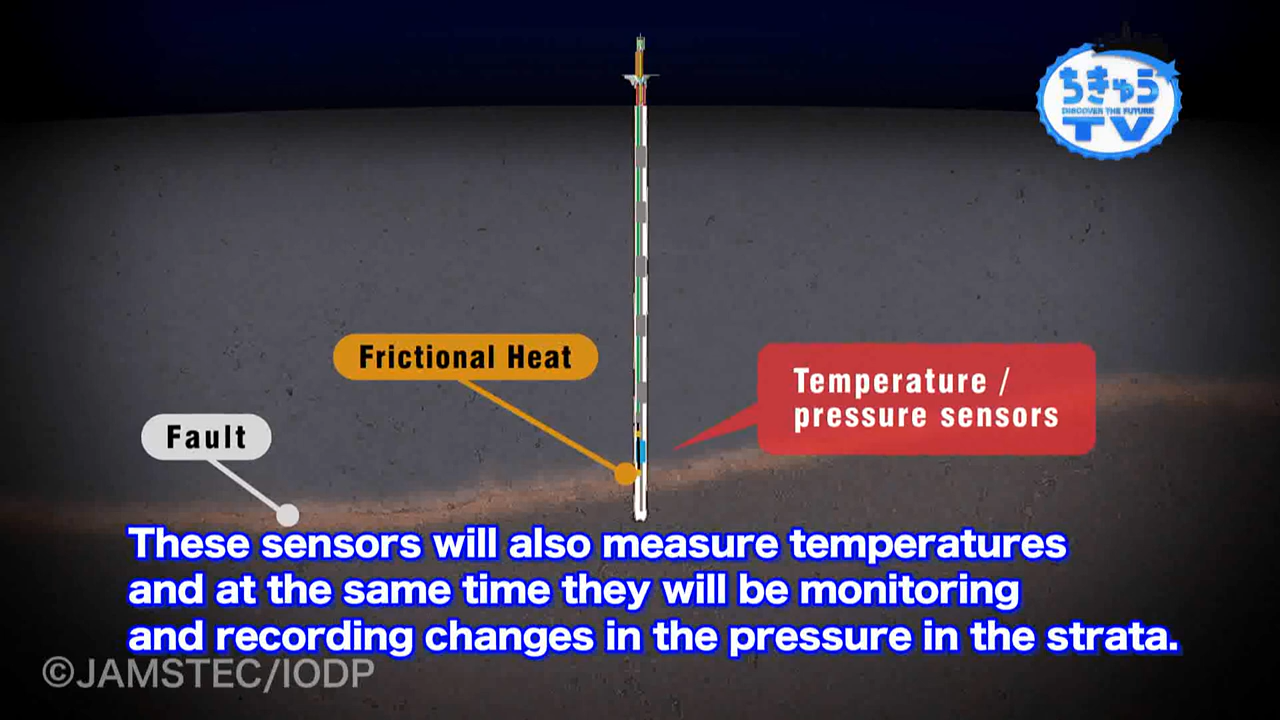 ちきゅう
DISCOVER THE FUTURE
TV
Frictional Heat
Temperature /
pressure sensors
Fault
These sensors will also measure temperatures
and at the same time they will be monitoring
and recording changes in the pressure in the strata.
©JAMSTEC/IODP